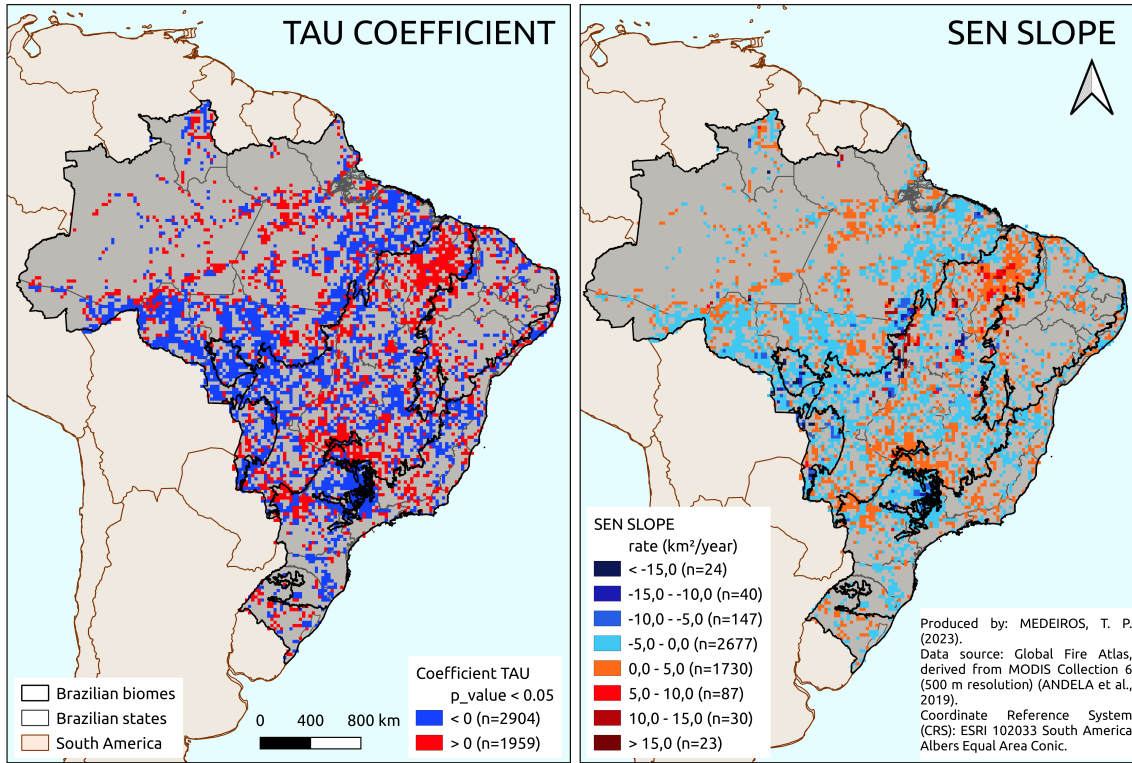 TAU COEFFICIENT
Brazilian biomes
Brazilian states
South America
0 400 800 km
Coefficient TAU
p_value < 0.05
< 0 (n=2904)
> 0 (n=1959)
SEN SLOPE
SEN SLOPE
rate (km²/year)
< -15,0 (n=24)
-15,0 - -10,0 (n=40)
-10,0 - -5,0 (n=147)
-5,0 - 0,0 (n=2677)
0,0 - 5,0 (n=1730)
5,0 - 10,0 (n=87)
10,0 - 15,0 (n=30)
> 15,0 (n=23)
Produced by: MEDEIROS, T. P.
(2023).
Data source: Global Fire Atlas,
derived from MODIS Collection 6
(500 m resolution) (ANDELA et al.,
2019).
Coordinate Reference System
(CRS): ESRI 102033 South America
Albers Equal Area Conic.